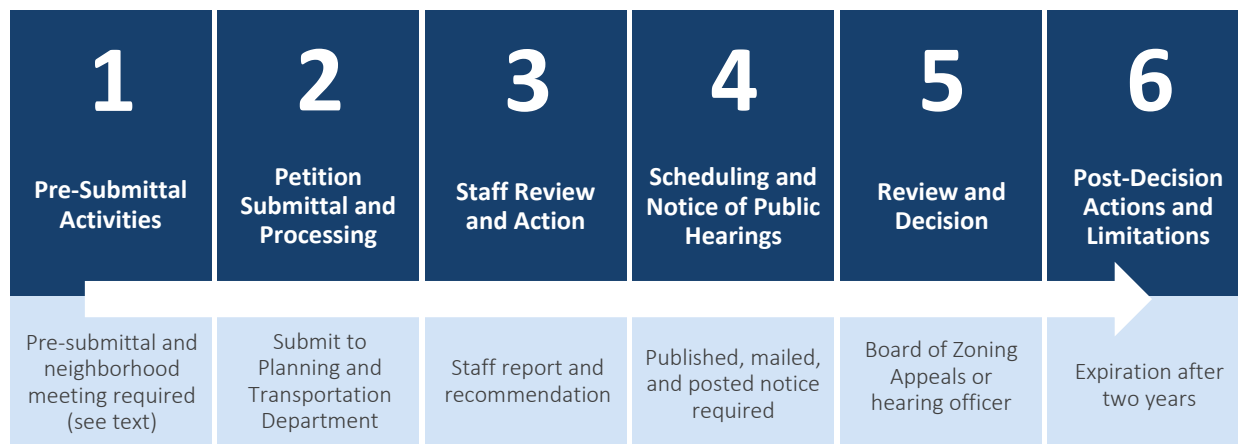 1
Pre-Submittal
Activities
Pre-submittal and
neighborhood
meeting required
(see text)
2
Petition
Submittal and
Processing
Submit to
Planning and
Transportation
Department
3
Staff Review
and Action
Staff report and
recommendation
4
Scheduling and
Notice of Public
Hearings
Published, mailed,
and posted notice
required
5
Review and
Decision
Board of Zoning
Appeals or
hearing officer
6
Post-Decision
Actions and
Limitations
Expiration after
two years